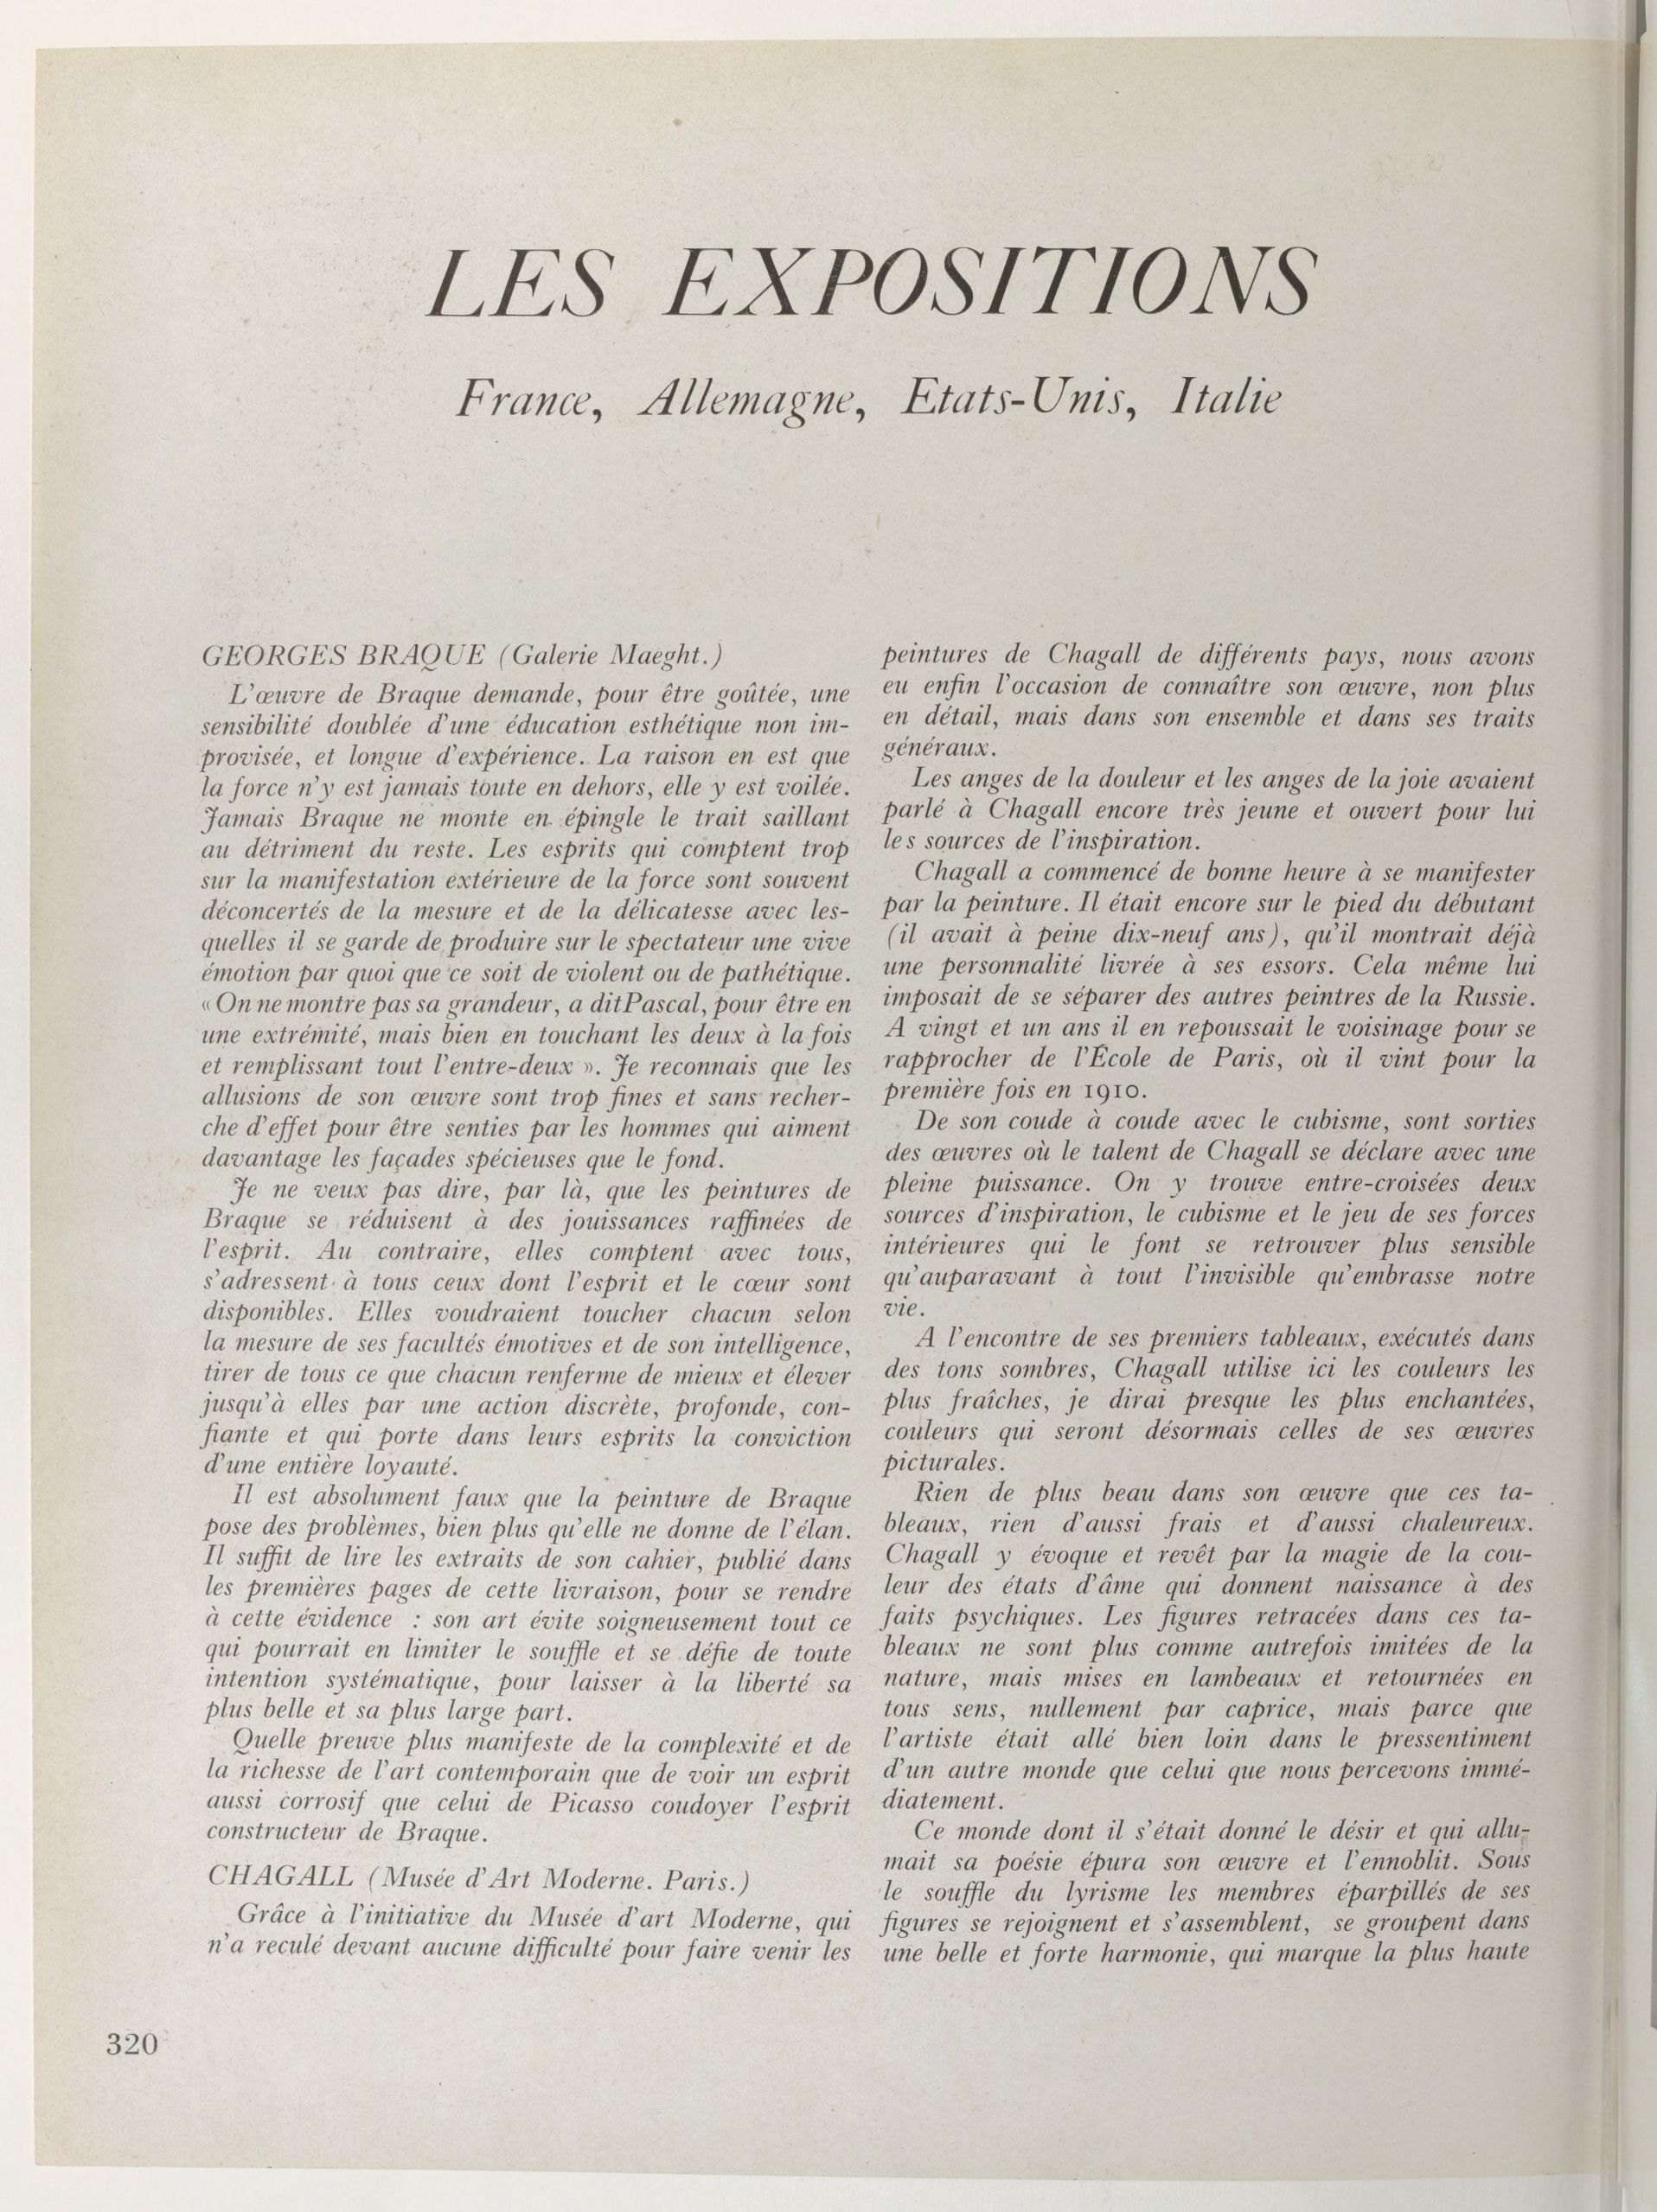 LES EXPOSITIONS
France, Allemagne, Etats-Unis, Italie
GEORGES BRAQUE (Galerie Maeght.)
L'œuvre de Braque demande, pour être goûtée, une
sensibilité doublée d'une éducation esthétique non im-
provisée, et longue d'expérience. La raison en est que
la force n'y est jamais toute en dehors, elle y est voilée.
Jamais Braque ne monte en épingle le trait saillant
au détriment du reste. Les esprits qui comptent trop
sur la manifestation extérieure de la force sont souvent
déconcertés de la mesure et de la délicatesse avec les-
quelles il se garde de produire sur le spectateur une vive
émotion par quoi que ce soit de violent ou de pathétique.
« On ne montre pas sa grandeur, a dit Pascal, pour être en
une extrémité, mais bien en touchant les deux à la fois
et remplissant tout l'entre-deux ». Je reconnais que les
allusions de son œuvre sont trop fines et sans recher-
che d'effet pour être senties par les hommes qui aiment
davantage les façades spécieuses que le fond.
Je ne veux pas dire, par là, que les peintures de
Braque se réduisent à des jouissances raffinées de
l'esprit. Au contraire, elles comptent avec tous,
s'adressent à tous ceux dont l'esprit et le cœur sont
disponibles. Elles voudraient toucher chacun selon
la mesure de ses facultés émotives et de son intelligence,
tirer de tous ce que chacun renferme de mieux et élever
jusqu'à elles par une action discrète, profonde, con-
fiante et qui porte dans leurs esprits la conviction
d'une entière loyauté.
Il est absolument faux que la peinture de Braque
pose des problèmes, bien plus qu'elle ne donne de l'élan.
Il suffit de lire les extraits de son cahier, publié dans
les premières pages de cette livraison, pour se rendre
à cette évidence : son art évite soigneusement tout ce
qui pourrait en limiter le souffle et se défie de toute
intention systématique, pour laisser à la liberté sa
plus belle et sa plus large part.
Quelle preuve plus manifeste de la complexité et de
la richesse de l'art contemporain que de voir un esprit
aussi corrosif que celui de Picasso coudoyer l'esprit
constructeur de Braque.
CHAGALL (Musée d'Art Moderne. Paris.)
Grâce à l'initiative du Musée d'art Moderne, qui
n'a reculé devant aucune difficulté pour faire venir les
peintures de Chagall de différents pays, nous avons
eu enfin l'occasion de connaître son œuvre, non plus
en détail, mais dans son ensemble et dans ses traits
généraux.
Les anges de la douleur et les anges de la joie avaient
parlé à Chagall encore très jeune et ouvert pour lui
les sources de l'inspiration.
Chagall a commencé de bonne heure à se manifester
par la peinture. Il était encore sur le pied du débutant
(il avait à peine dix-neuf ans), qu'il montrait déjà
une personnalité livrée à ses essors. Cela même lui
imposait de se séparer des autres peintres de la Russie.
A vingt et un ans il en repoussait le voisinage pour se
rapprocher de l'École de Paris, où il vint pour la
première fois en 1910.
De son coude à coude avec le cubisme, sont sorties
des œuvres où le talent de Chagall se déclare avec une
pleine puissance. On y trouve entre-croisées deux
sources d'inspiration, le cubisme et le jeu de ses forces
intérieures qui le font se retrouver plus sensible
qu'auparavant à tout l'invisible qu'embrasse notre
vie.
A l'encontre de ses premiers tableaux, exécutés dans
des tons sombres, Chagall utilise ici les couleurs les
plus fraîches, je dirai presque les plus enchantées,
couleurs qui seront désormais celles de ses œuvres
picturales.
Rien de plus beau dans son œuvre que ces ta-
bleaux, rien d'aussi frais et d'aussi chaleureux.
Chagall y évoque et revêt par la magie de la cou-
leur des états d'âme qui donnent naissance à des
faits psychiques. Les figures retracées dans ces ta-
bleaux ne sont plus comme autrefois imitées de la
nature, mais mises en lambeaux et retournées en
tous sens, nullement par caprice, mais parce que
l'artiste était allé bien loin dans le pressentiment
d'un autre monde que celui que nous percevons immé-
diatement.
Ce monde dont il s'était donné le désir et qui allu-
mait sa poésie épura son œuvre et l'ennoblit. Sous
le souffle du lyrisme les membres éparpillés de ses
figures se rejoignent et s'assemblent, se groupent dans
une belle et forte harmonie, qui marque la plus haute
320